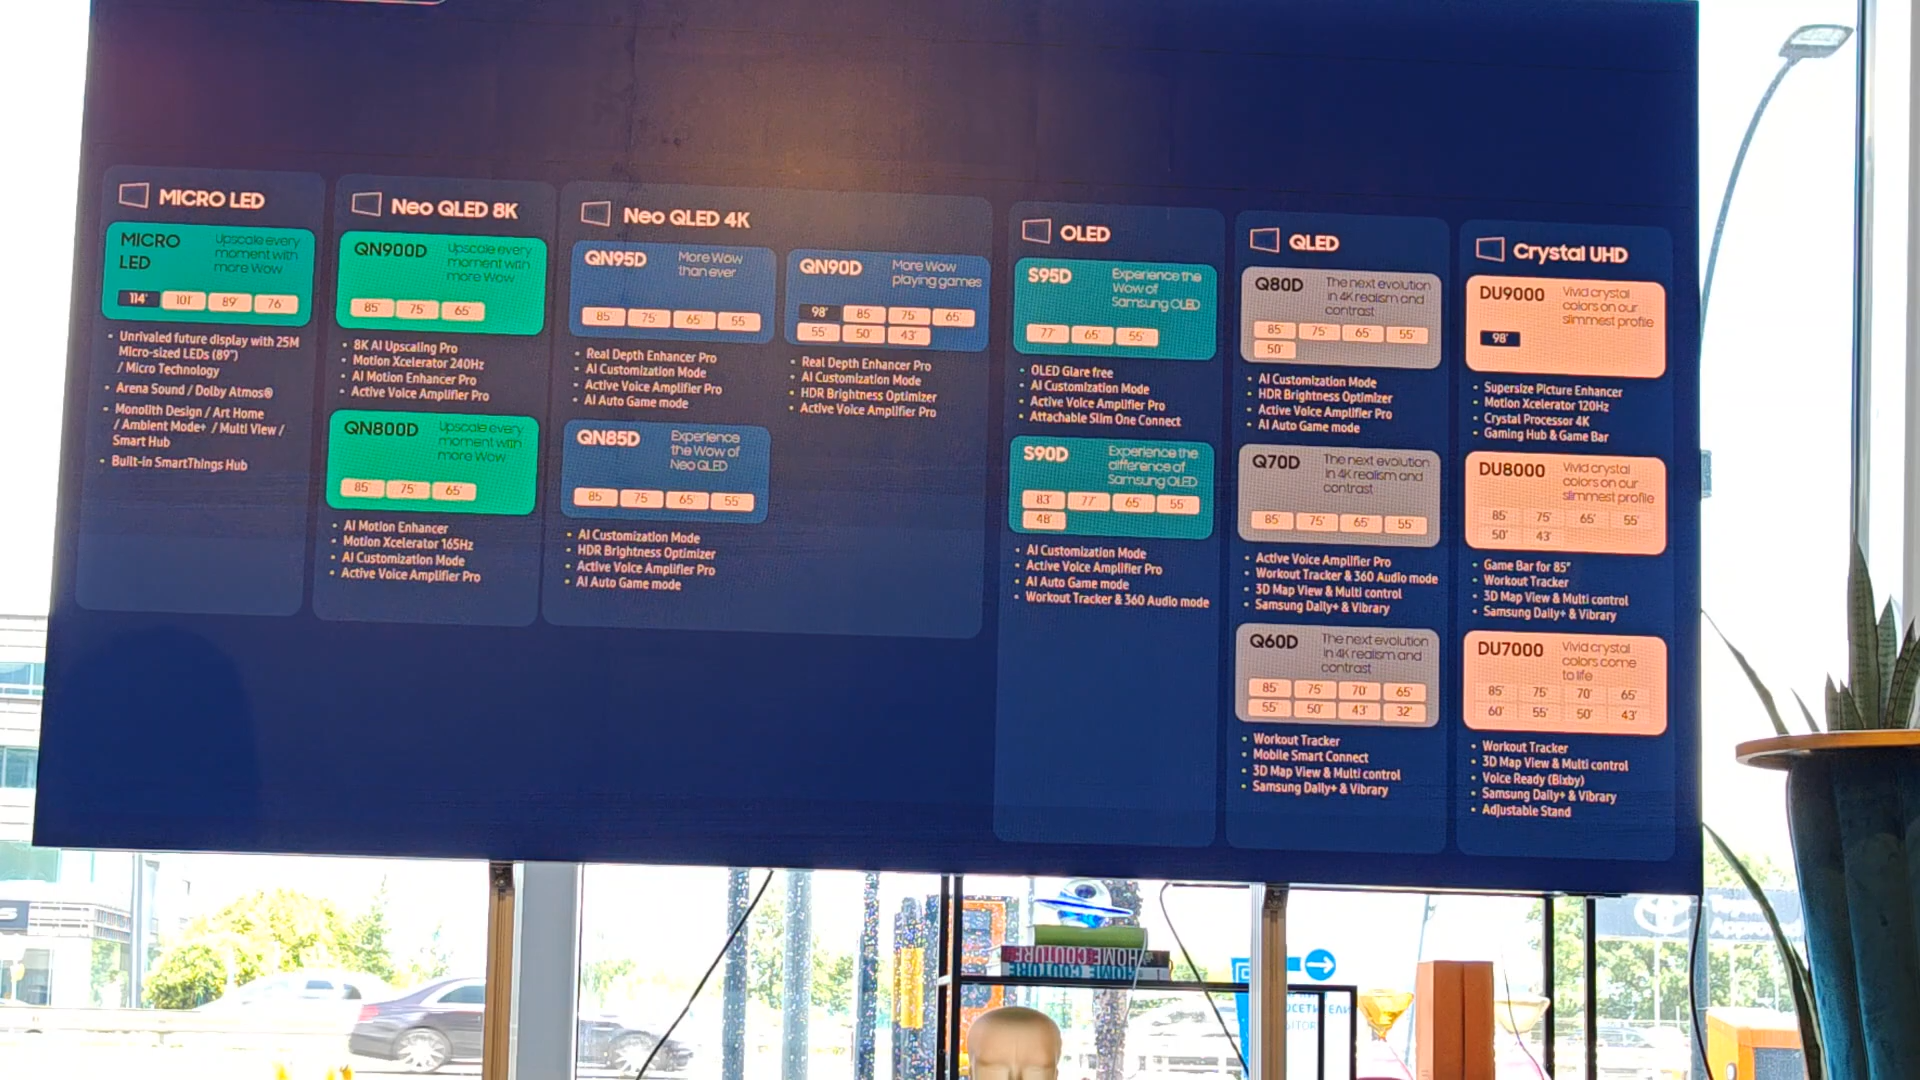 MICRO LED
MICRO
LED
Upscale every
moment with
more Wow
114" 101" 89" 76"
• Unrivaled future display with 25M
Micro-sized LEDs (89")
/ Micro Technology
• Arena Sound / Dolby Atmos®
• Monolith Design / Art Home
/ Ambient Mode+ / Multi View /
Smart Hub
• Built-in SmartThings Hub
Neo QLED 8K
QN900D
Upscale every
moment with
more Wow
85" 75" 65"
• 8K AI Upscaling Pro
• Motion Xcelerator 240Hz
• AI Motion Enhancer Pro
• Active Voice Amplifier Pro
QN800D
Upscale every
moment with
more Wow
85" 75" 65"
• AI Motion Enhancer
• Motion Xcelerator 165Hz
• AI Customization Mode
• Active Voice Amplifier Pro
Neo QLED 4K
QN95D
More Wow
than ever
85" 75" 65" 55"
• Real Depth Enhancer Pro
• AI Customization Mode
• Active Voice Amplifier Pro
• AI Auto Game mode
QN85D
Experience
the Wow of
Neo QLED
85" 75" 65" 55"
• AI Customization Mode
• HDR Brightness Optimizer
• Active Voice Amplifier Pro
• AI Auto Game mode
QN90D
More Wow
playing games
98" 85" 75" 65"
55" 50" 43"
• Real Depth Enhancer Pro
• AI Customization Mode
• HDR Brightness Optimizer
• Active Voice Amplifier Pro
OLED
S95D
Experience the
Wow of
Samsung OLED
77" 65" 55"
• OLED Glare free
• AI Customization Mode
• Active Voice Amplifier Pro
• Attachable Slim One Connect
S90D
Experience the
difference of
Samsung OLED
83" 77" 65" 55"
48"
• AI Customization Mode
• Active Voice Amplifier Pro
• AI Auto Game mode
• Workout Tracker & 360 Audio mode
QLED
Q80D
The next evolution
in 4K realism and
contrast
85" 75" 65" 55"
50"
• AI Customization Mode
• HDR Brightness Optimizer
• Active Voice Amplifier Pro
• AI Auto Game mode
Q70D
The next evolution
in 4K realism and
contrast
85" 75" 65" 55"
• Active Voice Amplifier Pro
• Workout Tracker & 360 Audio mode
• 3D Map View & Multi control
• Samsung Daily+ & Vibrary
Q60D
The next evolution
in 4K realism and
contrast
85" 75" 70" 65"
55" 50" 43" 32"
• Workout Tracker
• Mobile Smart Connect
• 3D Map View & Multi control
• Samsung Daily+ & Vibrary
Crystal UHD
DU9000
Vivid crystal
colors on our
slimmest profile
98"
• Supersize Picture Enhancer
• Motion Xcelerator 120Hz
• Crystal Processor 4K
• Gaming Hub & Game Bar
DU8000
Vivid crystal
colors on our
slimmest profile
85" 75" 65" 55"
50" 43"
• Game Bar for 85"
• Workout Tracker
• 3D Map View & Multi control
• Samsung Daily+ & Vibrary
DU7000
Vivid crystal
colors come
to life
85" 75" 70" 65"
60" 55" 50" 43"
• Workout Tracker
• 3D Map View & Multi control
• Voice Ready (Bixby)
• Samsung Daily+ & Vibrary
• Adjustable Stand
HOME COUTURE
HOME COUTURE